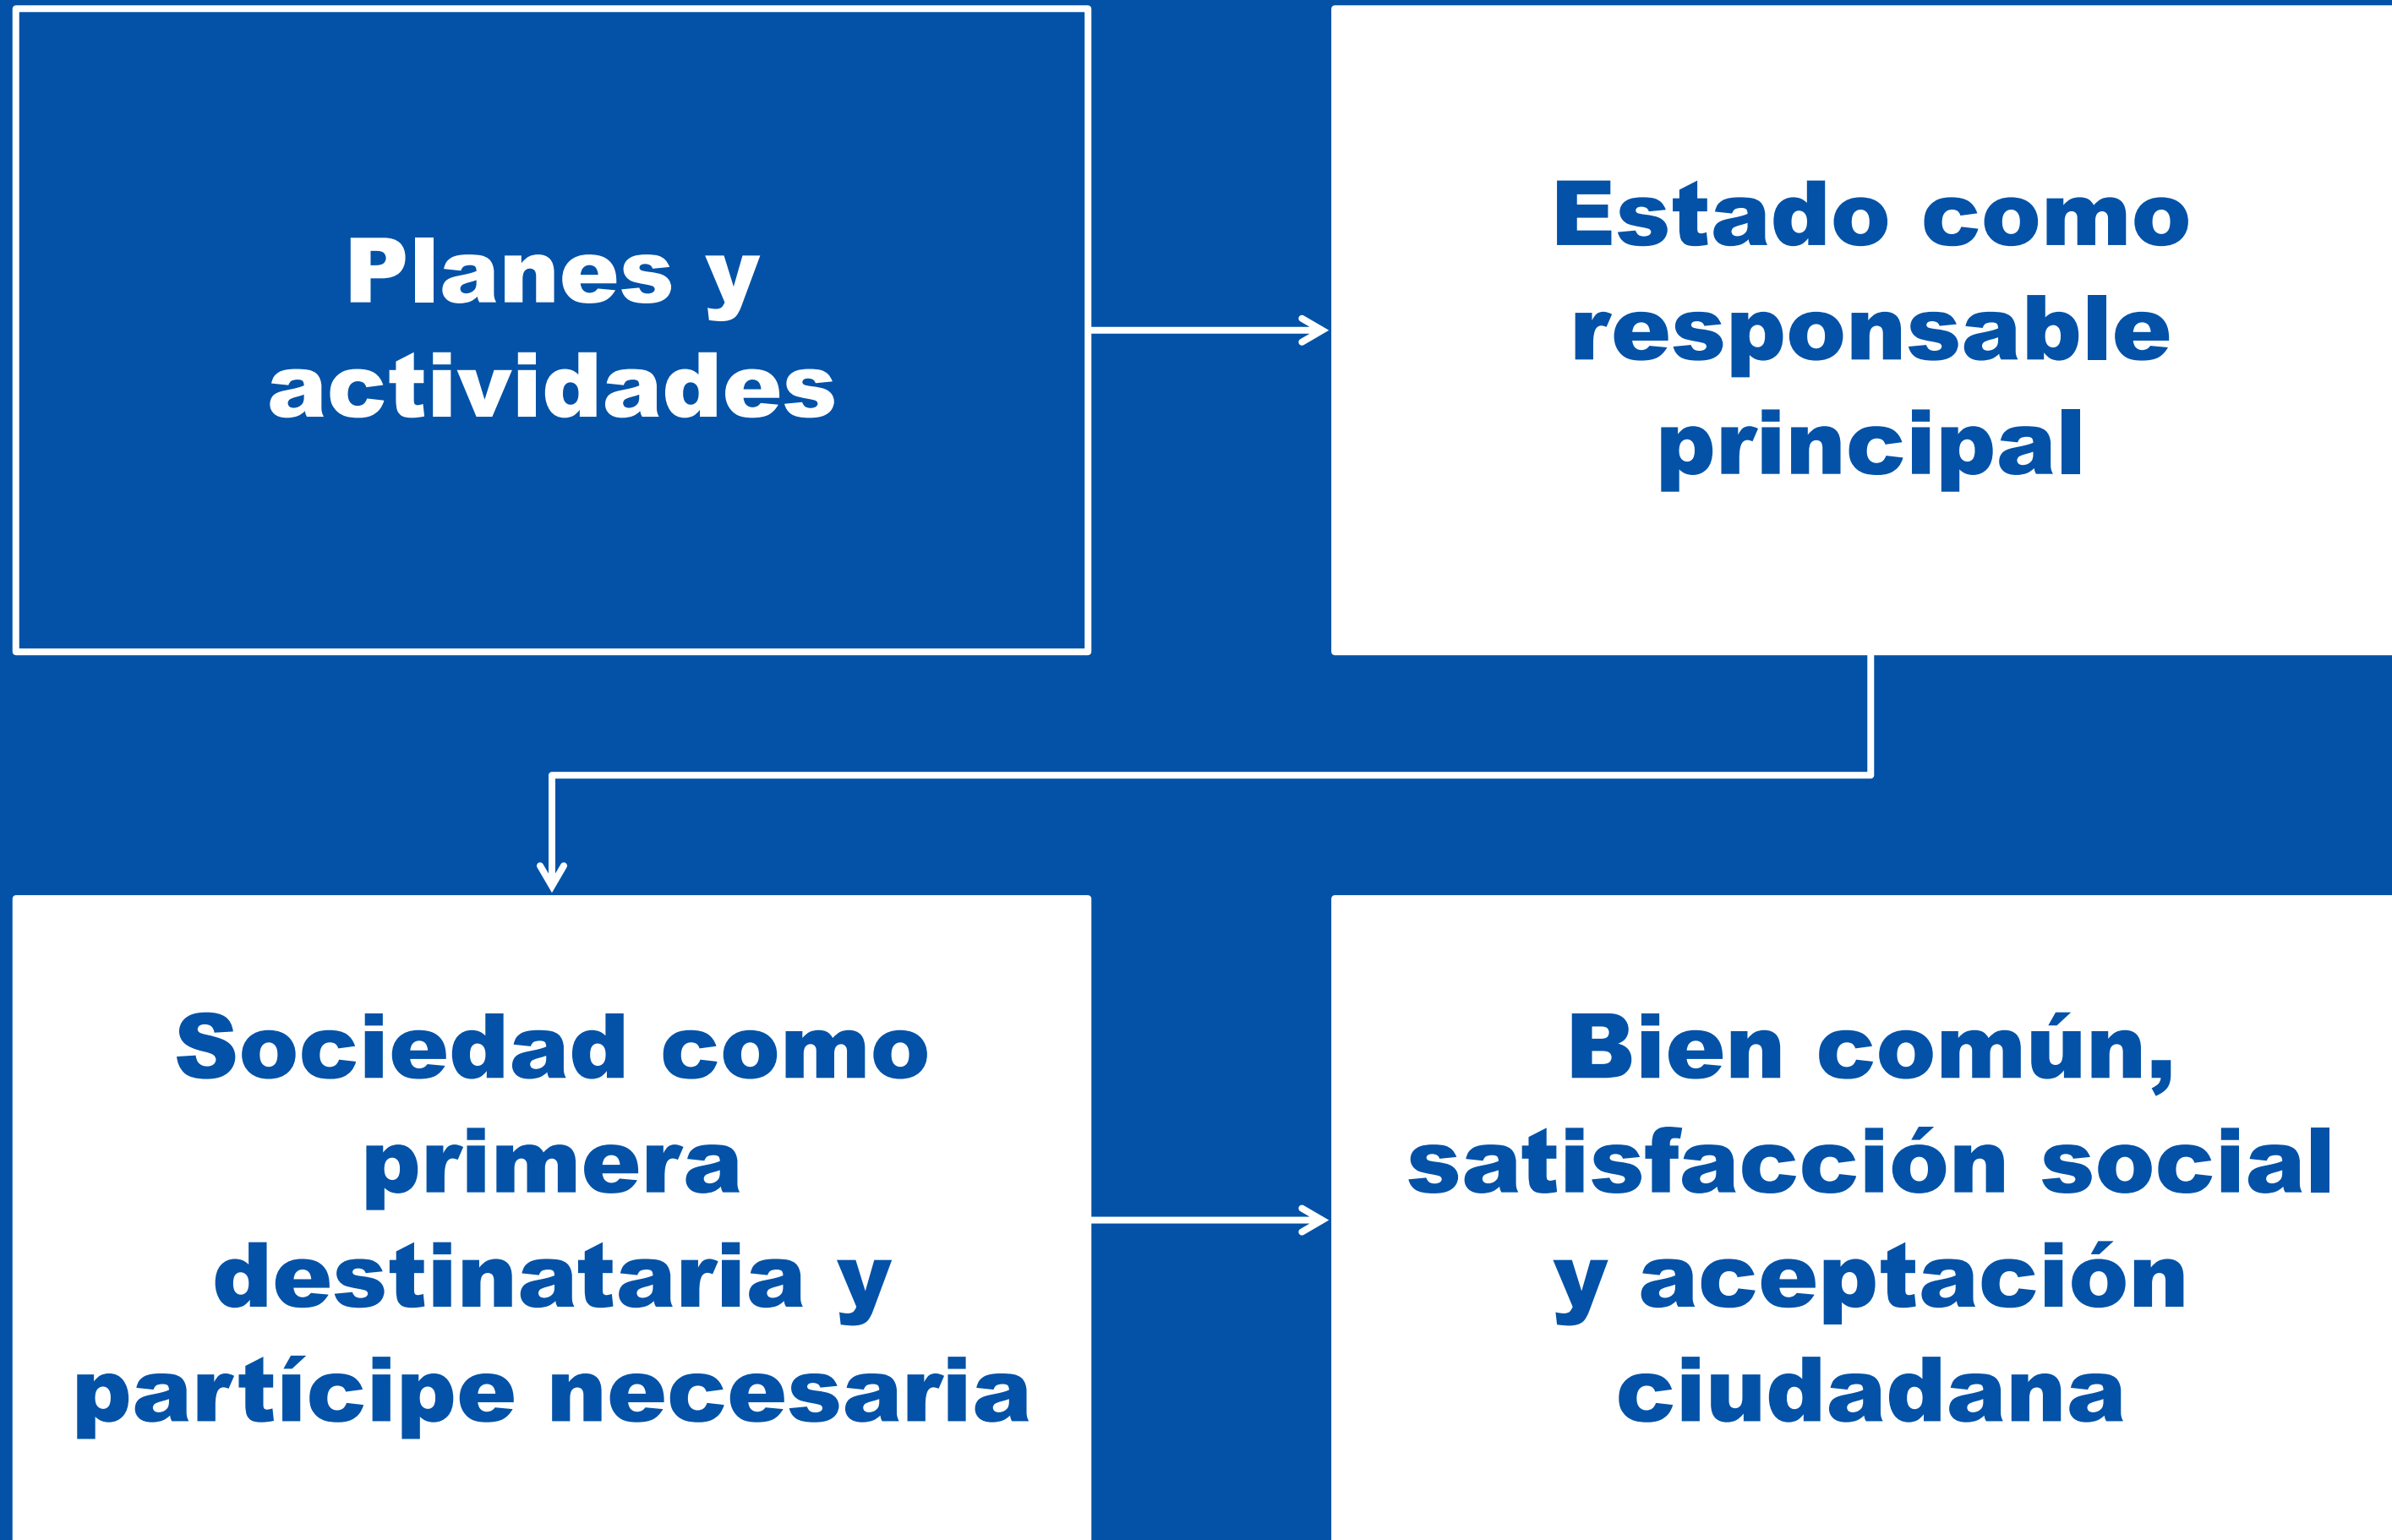 Planes y
actividades
Estado como
responsable
principal
Sociedad como
primera
destinataria y
partícipe necesaria
Bien común,
satisfacción social
y aceptación
ciudadana